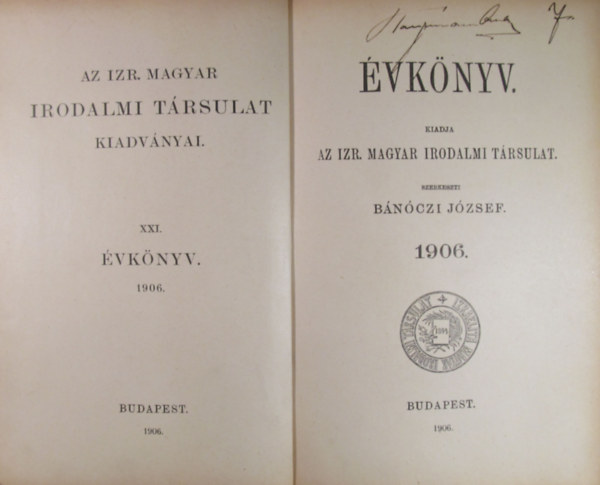 AZ IZR. MAGYAR
IRODALMI TÁRSULAT
KIADVÁNYAI.
XXI.
ÉVKÖNYV.
1906.
BUDAPEST.
1906.
ÉVKÖNYV.
KIADJA
AZ IZR. MAGYAR IRODALMI TÁRSULAT.
SZERKESZTI
BÁNÓCZI JÓZSEF.
1906.
BUDAPEST.
1906.